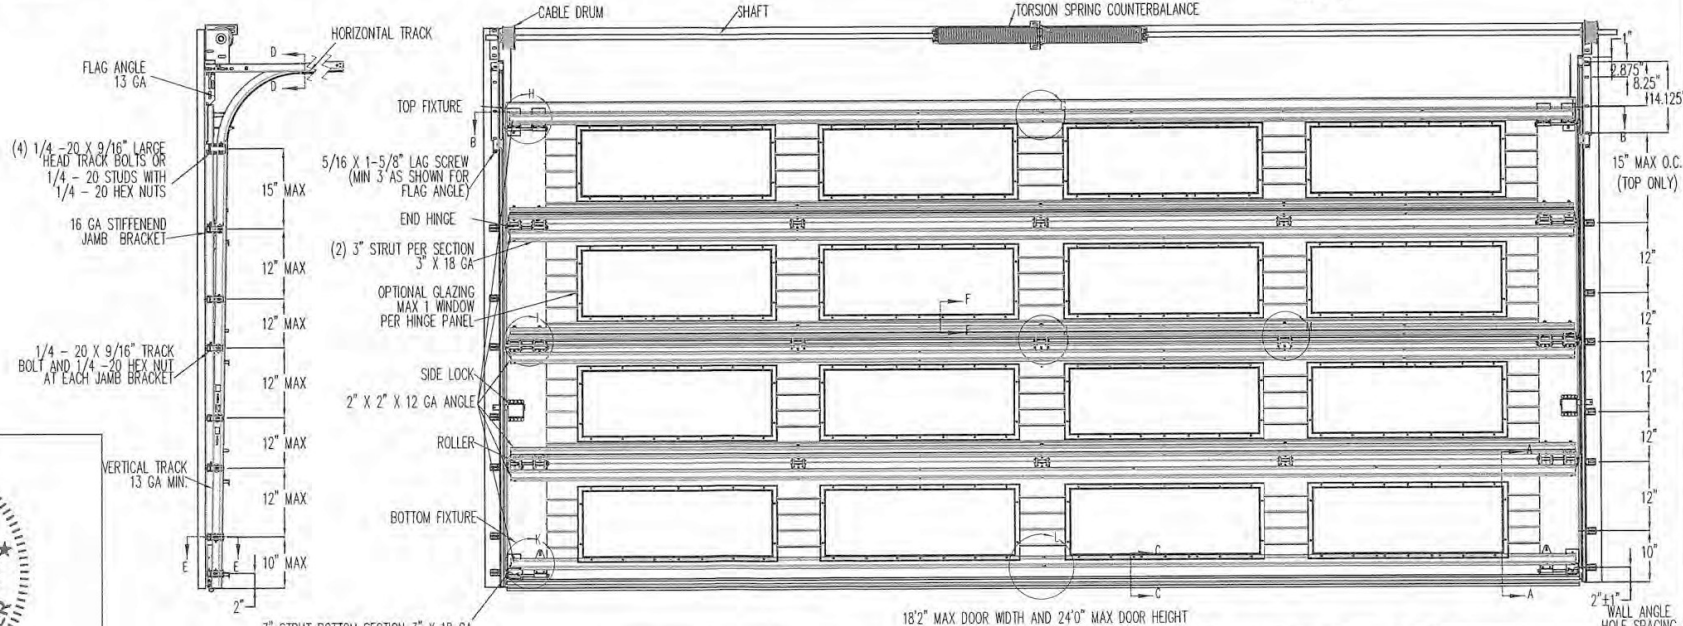 CABLE DRUM
SHAFT
TORSION SPRING COUNTERBALANCE
HORIZONTAL TRACK
D
D
FLAG ANGLE
13 GA
1"
2.875"
8.25"
14.125"
TOP FIXTURE
H
B
B
(4) 1/4 -20 X 9/16" LARGE
HEAD TRACK BOLTS OR
1/4 - 20 STUDS WITH
1/4 - 20 HEX NUTS
5/16 X 1-5/8" LAG SCREW
(MIN 3 AS SHOWN FOR
FLAG ANGLE)
15" MAX O.C.
(TOP ONLY)
15" MAX
16 GA STIFFENEND
JAMB BRACKET
END HINGE
(2) 3" STRUT PER SECTION
3" X 18 GA
12" MAX
12"
OPTIONAL GLAZING
MAX 1 WINDOW
PER HINGE PANEL
F
F
12" MAX
12"
1/4 - 20 X 9/16" TRACK
BOLT AND 1/4 -20 HEX NUT
AT EACH JAMB BRACKET
SIDE LOCK
2" X 2" X 12 GA ANGLE
12" MAX
12"
ROLLER
12" MAX
12"
A
VERTICAL TRACK
13 GA MIN.
12" MAX
12"
BOTTOM FIXTURE
K
L
C
C
A
E
E
10" MAX
10"
2"
2"±1"
WALL ANGLE
HOLE SPACING
18'2" MAX DOOR WIDTH AND 24'0" MAX DOOR HEIGHT
3" STRUT BOTTOM SECTION 3" X 18 GA